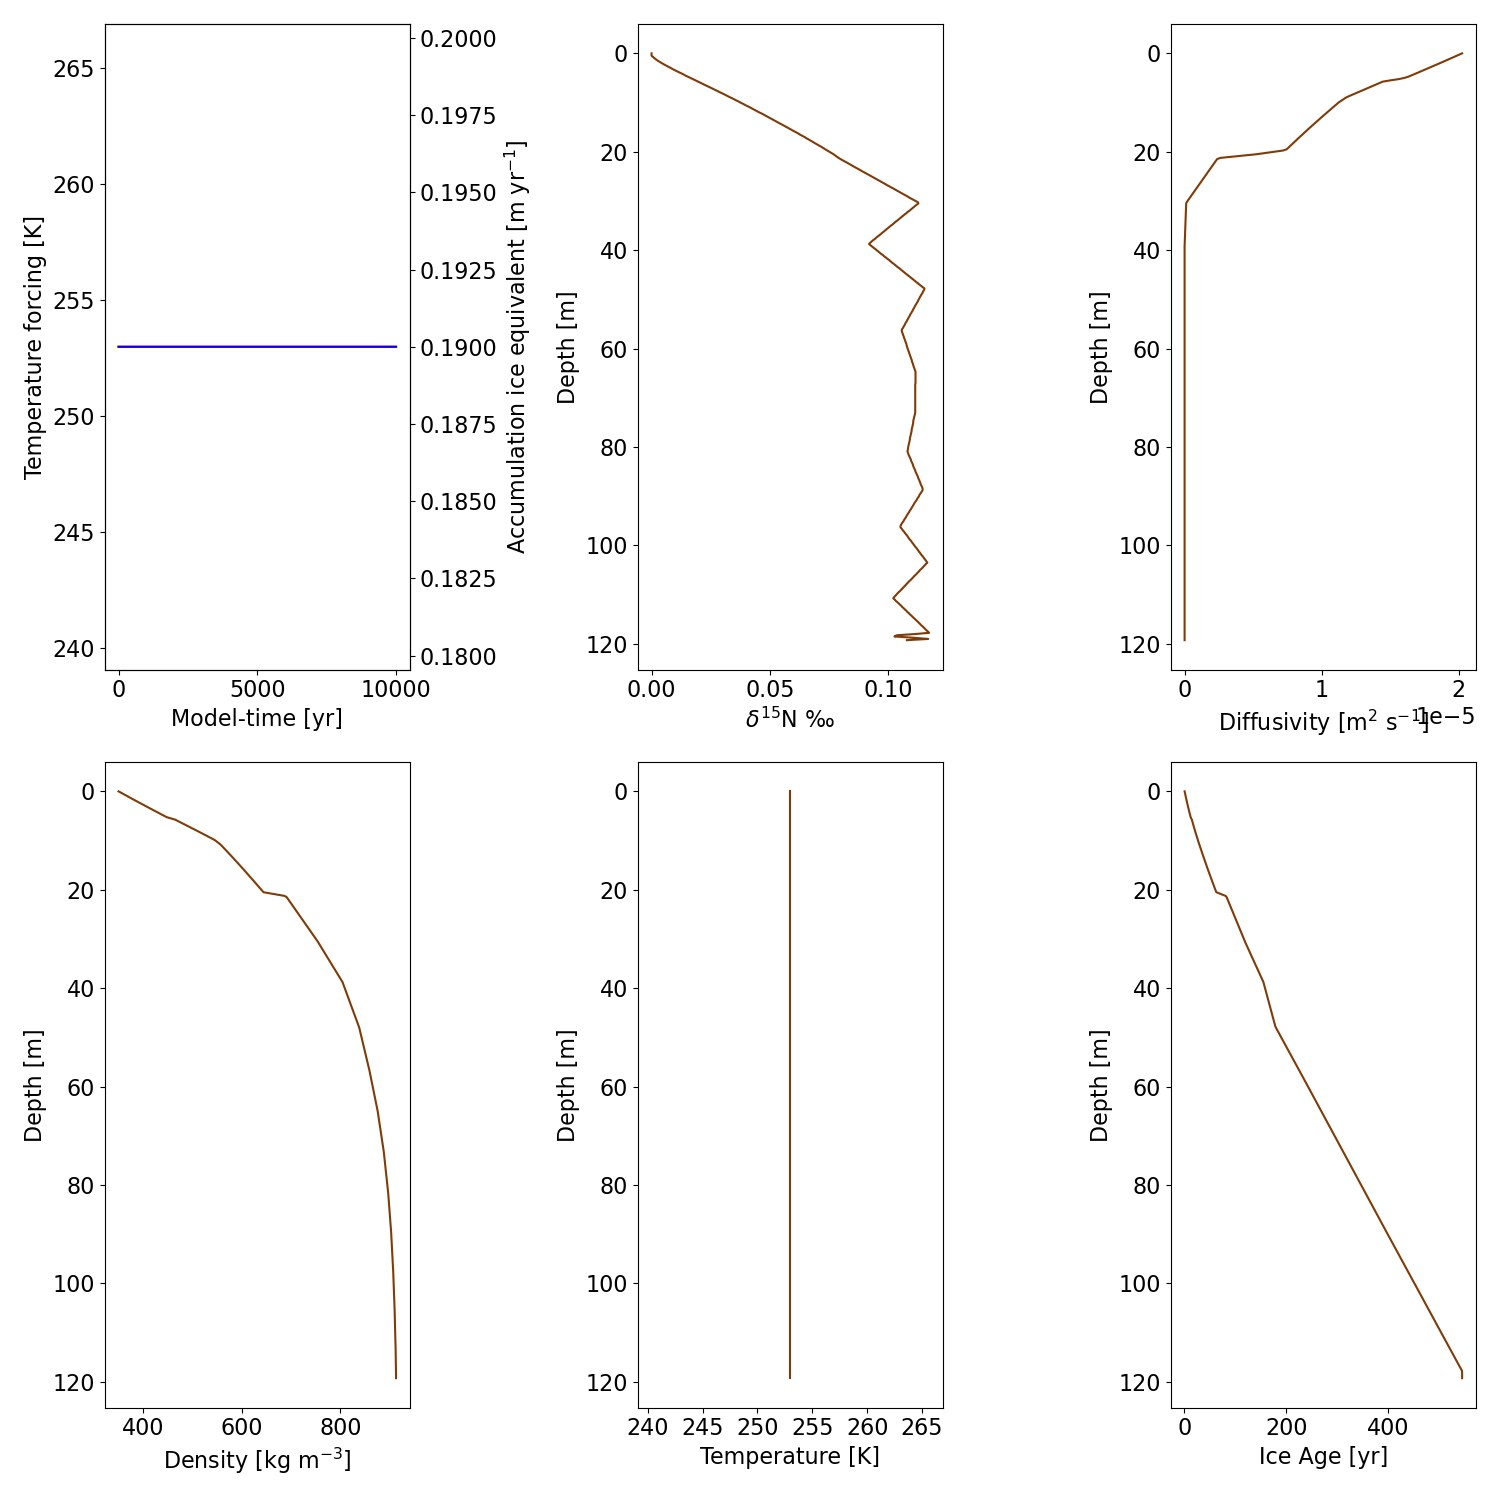 265
260
255
250
245
240
Temperature forcing [K]
0.2000
0.1975
0.1950
0.1925
0.1900
0.1875
0.1850
0.1825
0.1800
Accumulation ice equivalent [m yr⁻¹]
0 5000 10000
Model-time [yr]
0
20
40
60
80
100
120
Depth [m]
0.00 0.05 0.10
δ¹⁵N ‰
0
20
40
60
80
100
120
Depth [m]
0 1 2
1e−5
Diffusivity [m² s⁻¹]
0
20
40
60
80
100
120
Depth [m]
400 600 800
Density [kg m⁻³]
0
20
40
60
80
100
120
Depth [m]
240 245 250 255 260 265
Temperature [K]
0
20
40
60
80
100
120
Depth [m]
0 200 400
Ice Age [yr]